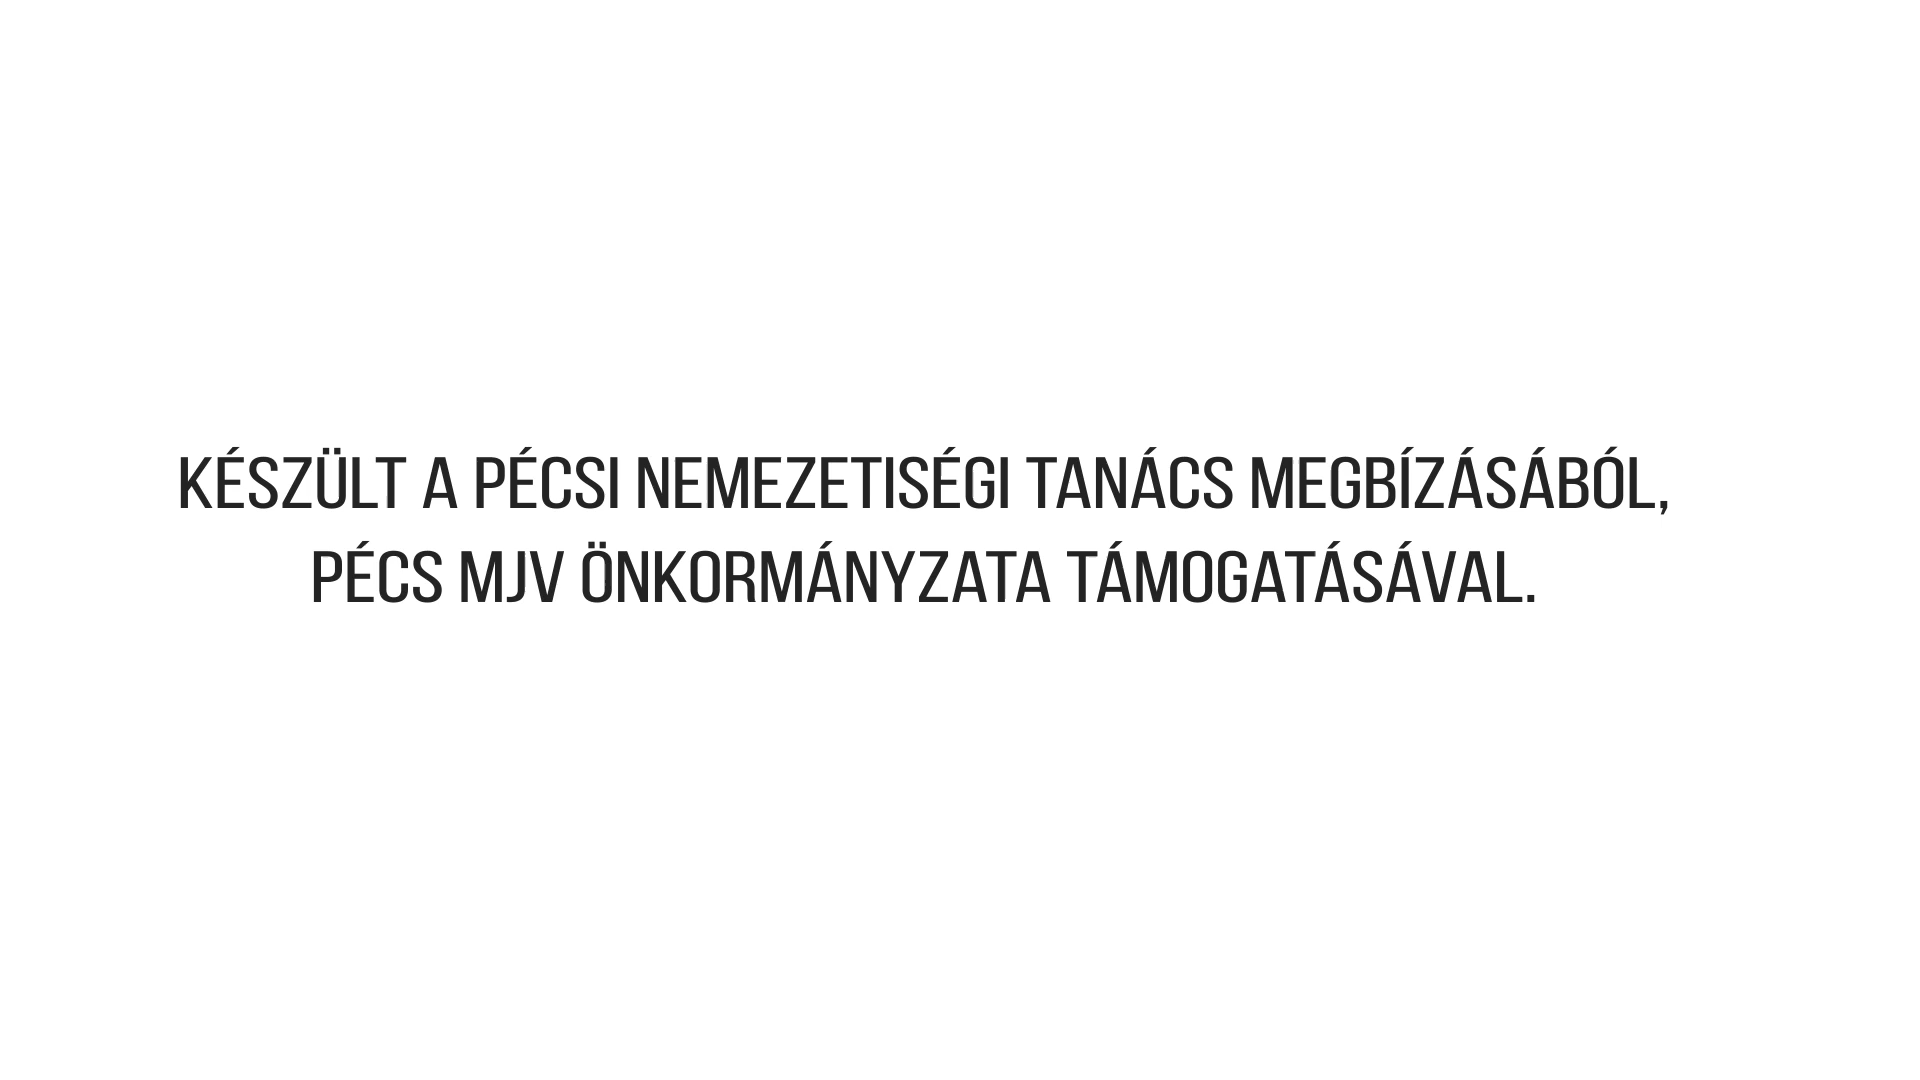 KÉSZÜLT A PÉCSI NEMEZETISÉGI TANÁCS MEGBÍZÁSÁBÓL,
PÉCS MJV ÖNKORMÁNYZATA TÁMOGATÁSÁVAL.